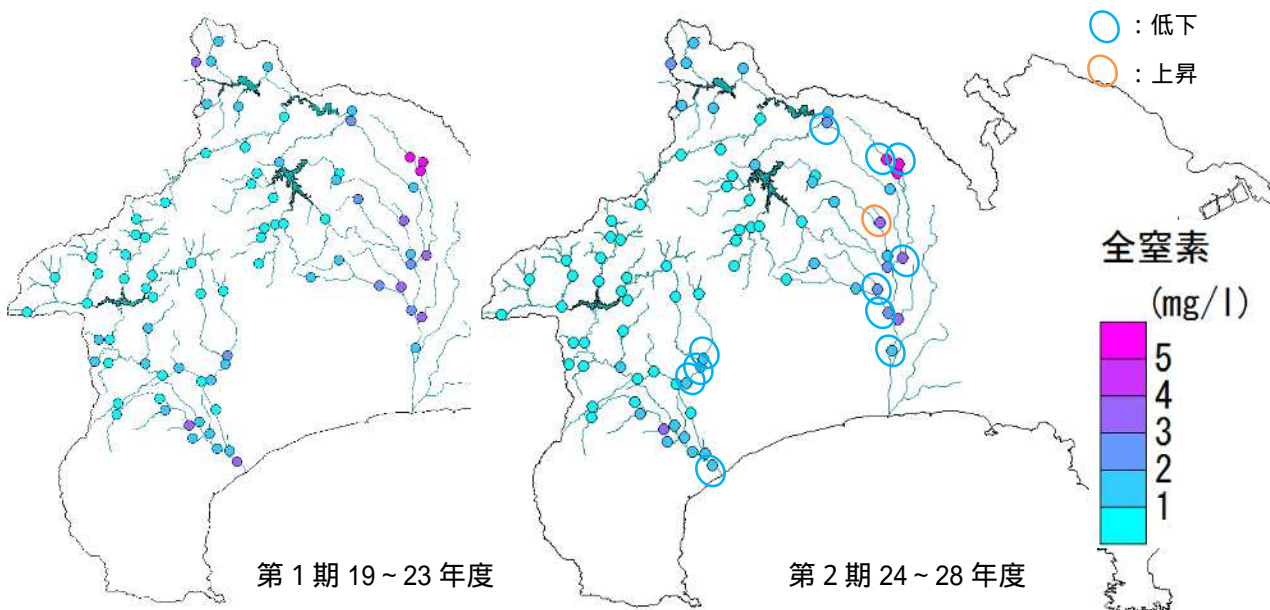 ：低下
：上昇
全窒素
(mg/l)
5
4
3
2
1
第1期 19~23 年度
第2期 24~28 年度